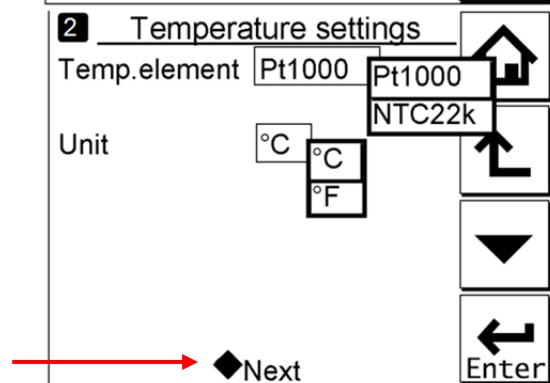 2 Temperature settings
Temp.element Pt1000 Pt1000
NTC22k
Unit °C °C
°F
◆Next
Enter